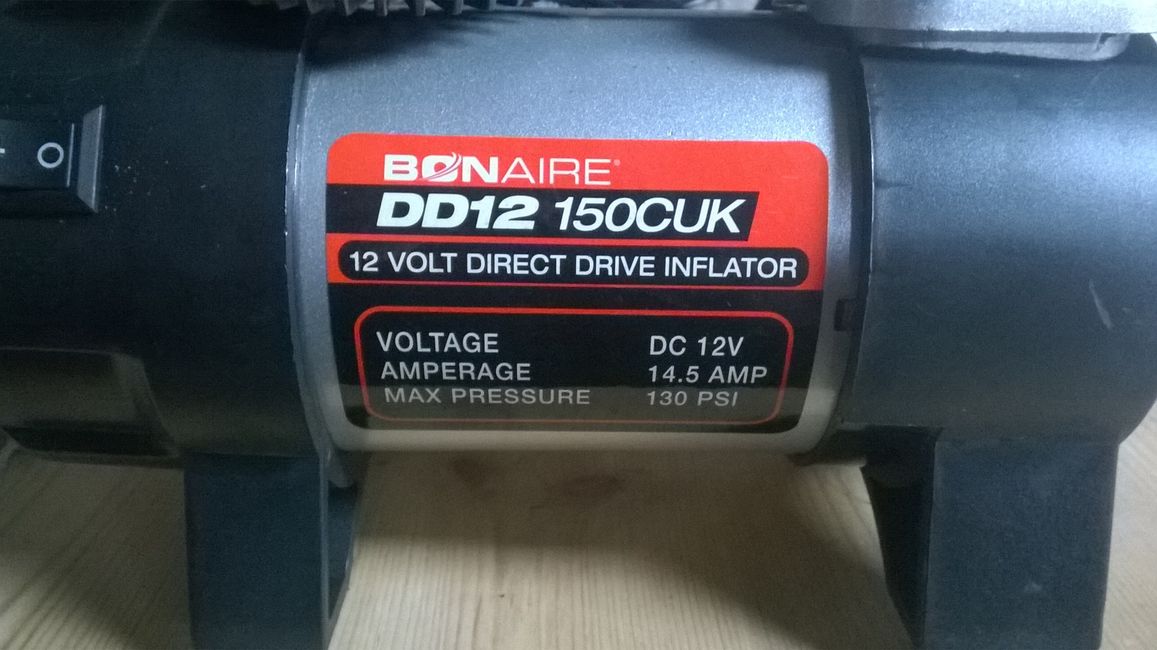 BONAIRE®
DD12 150CUK
12 VOLT DIRECT DRIVE INFLATOR
VOLTAGE DC 12V
AMPERAGE 14.5 AMP
MAX PRESSURE 130 PSI